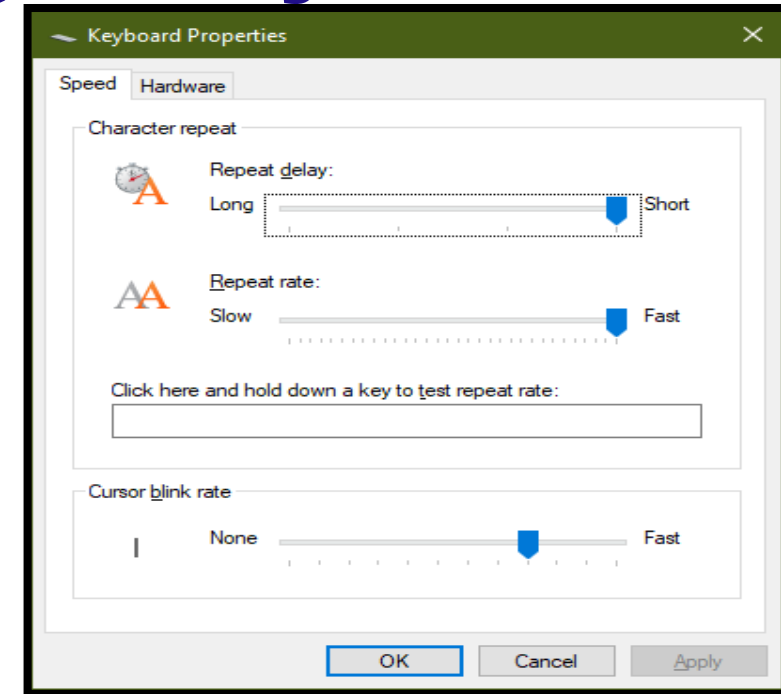 Keyboard Properties
Speed Hardware
Character repeat
Repeat delay:
Long Short
Repeat rate:
Slow Fast
Click here and hold down a key to test repeat rate:
Cursor blink rate
None Fast
OK Cancel Apply